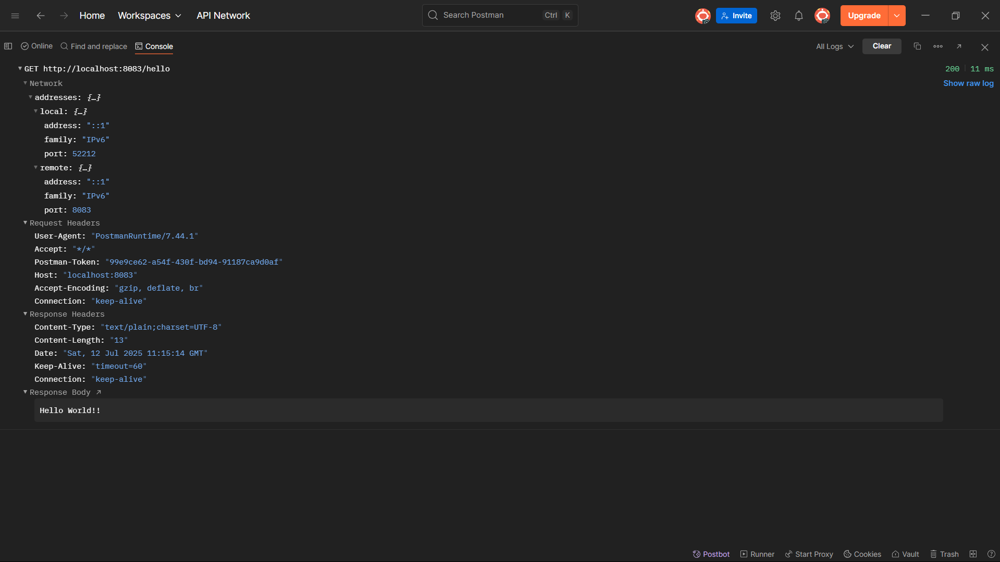 Home Workspaces API Network Search Postman Ctrl K Invite Upgrade
Online Find and replace Console All Logs Clear
GET http://localhost:8083/hello 200 11 ms
Network Show raw log
addresses: {…}
local: {…}
address: "::1"
family: "IPv6"
port: 52212
remote: {…}
address: "::1"
family: "IPv6"
port: 8083
Request Headers
User-Agent: "PostmanRuntime/7.44.1"
Accept: "*/*"
Postman-Token: "99e9ce62-a54f-430f-bd94-91187ca9d0af"
Host: "localhost:8083"
Accept-Encoding: "gzip, deflate, br"
Connection: "keep-alive"
Response Headers
Content-Type: "text/plain;charset=UTF-8"
Content-Length: "13"
Date: "Sat, 12 Jul 2025 11:15:14 GMT"
Keep-Alive: "timeout=60"
Connection: "keep-alive"
Response Body
Hello World!!
Postbot Runner Start Proxy Cookies Vault Trash